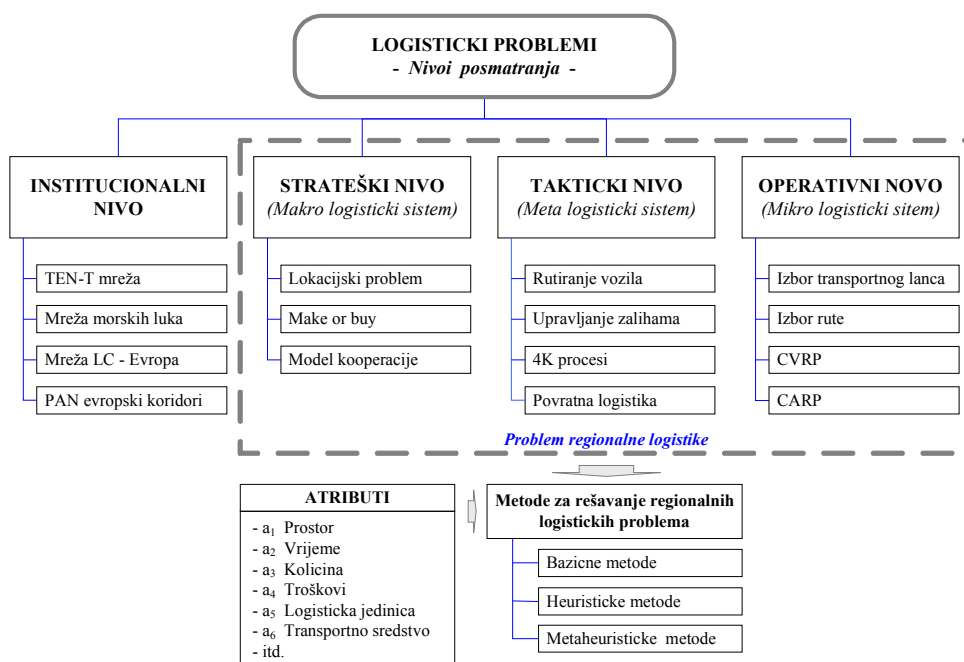 LOGISTICKI PROBLEMI
- Nivoi posmatranja -
INSTITUCIONALNI
NIVO
TEN-T mreža
Mreža morskih luka
Mreža LC - Evropa
PAN evropski koridori
STRATEŠKI NIVO
(Makro logisticki sistem)
Lokacijski problem
Make or buy
Model kooperacije
TAKTICKI NIVO
(Meta logisticki sistem)
Rutiranje vozila
Upravljanje zalihama
4K procesi
Povratna logistika
OPERATIVNI NOVO
(Mikro logisticki sitem)
Izbor transportnog lanca
Izbor rute
CVRP
CARP
Problem regionalne logistike
ATRIBUTI
- a₁ Prostor
- a₂ Vrijeme
- a₃ Kolicina
- a₄ Troškovi
- a₅ Logisticka jedinica
- a₆ Transportno sredstvo
- itd.
Metode za rešavanje regionalnih
logistickih problema
Bazicne metode
Heuristicke metode
Metaheuristicke metode